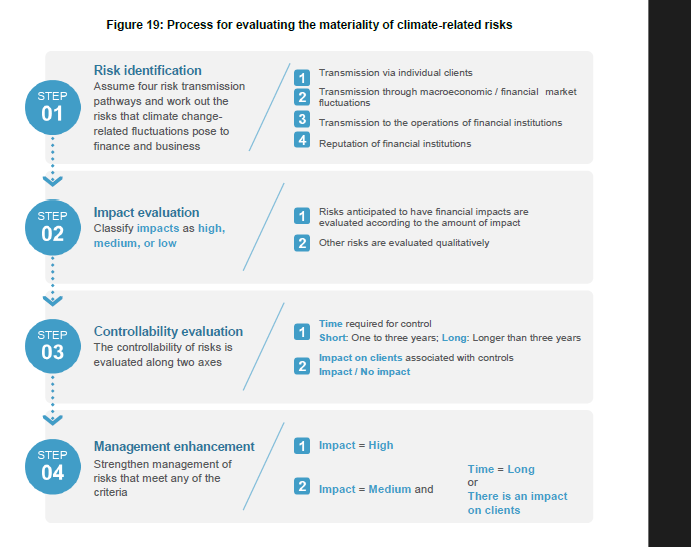 Figure 19: Process for evaluating the materiality of climate-related risks
STEP
01
Risk identification
Assume four risk transmission
pathways and work out the
risks that climate change-
related fluctuations pose to
finance and business
1 Transmission via individual clients
2 Transmission through macroeconomic / financial market
fluctuations
3 Transmission to the operations of financial institutions
4 Reputation of financial institutions
STEP
02
Impact evaluation
Classify impacts as high,
medium, or low
1 Risks anticipated to have financial impacts are
evaluated according to the amount of impact
2 Other risks are evaluated qualitatively
STEP
03
Controllability evaluation
The controllability of risks is
evaluated along two axes
1 Time required for control
Short: One to three years; Long: Longer than three years
2 Impact on clients associated with controls
Impact / No impact
STEP
04
Management enhancement
Strengthen management of
risks that meet any of the
criteria
1 Impact = High
2 Impact = Medium and
Time = Long
or
There is an impact
on clients